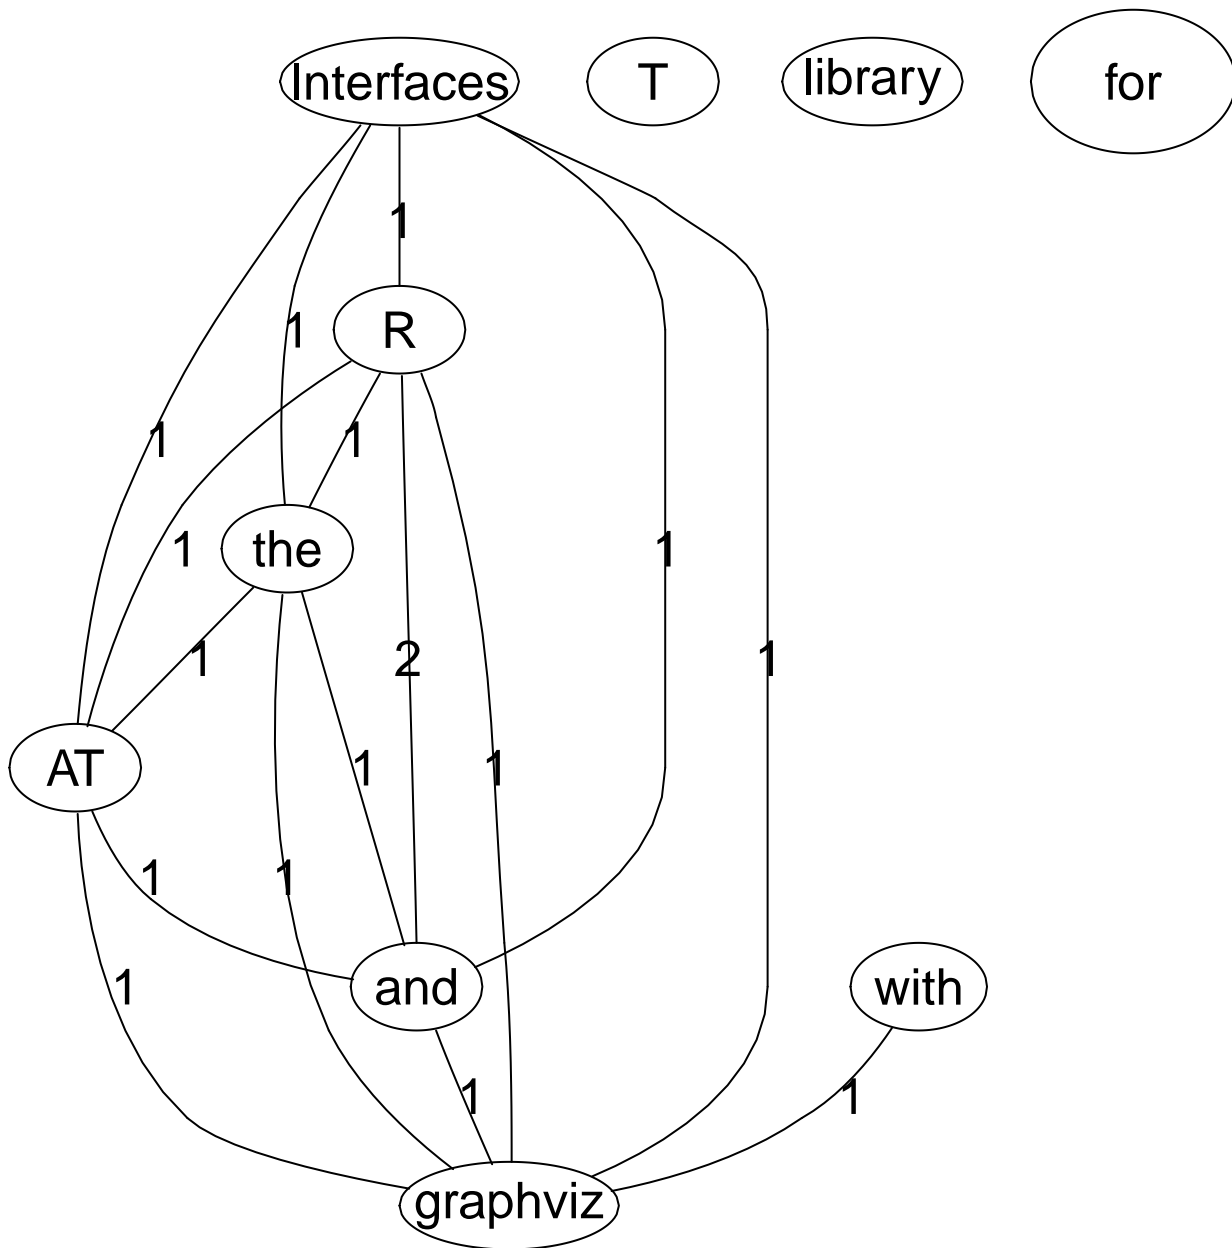 Interfaces T library for
1
R
1
1 1
1 the 1
1 2 1
AT 1 1
1 1
1 and with
1 1
graphviz